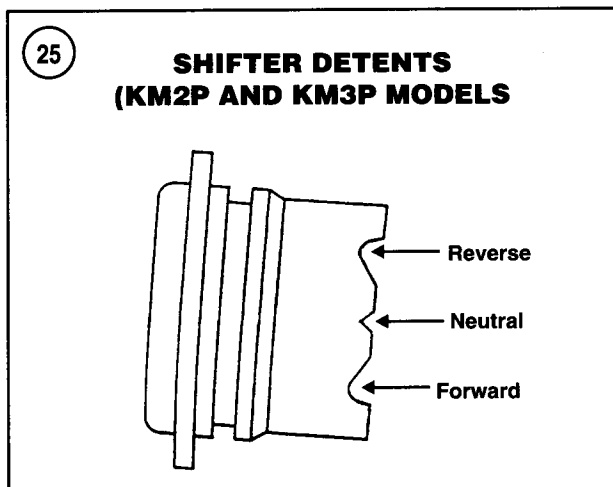 25
SHIFTER DETENTS
(KM2P AND KM3P MODELS
Reverse
Neutral
Forward